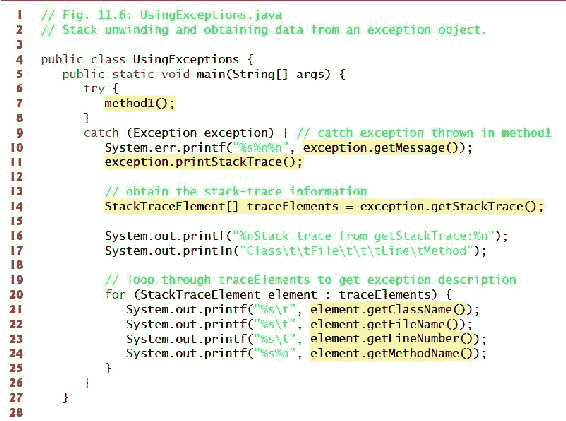 1 // Fig. 11.6: UsingExceptions.java
2 // Stack unwinding and obtaining data from an exception object.
3
4 public class UsingExceptions {
5 public static void main(String[] args) {
6 try {
7 method1();
8 }
9 catch (Exception exception) { // catch exception thrown in method1
10 System.err.printf("%s%n%n", exception.getMessage());
11 exception.printStackTrace();
12
13 // obtain the stack-trace information
14 StackTraceElement[] traceElements = exception.getStackTrace();
15
16 System.out.printf("%nStack trace from getStackTrace:%n");
17 System.out.println("Class\t\tFile\t\t\tLine\tMethod");
18
19 // loop through traceElements to get exception description
20 for (StackTraceElement element : traceElements) {
21 System.out.printf("%s\t", element.getClassName());
22 System.out.printf("%s\t", element.getFileName());
23 System.out.printf("%s\t", element.getLineNumber());
24 System.out.printf("%s%n", element.getMethodName());
25 }
26 }
27 }
28